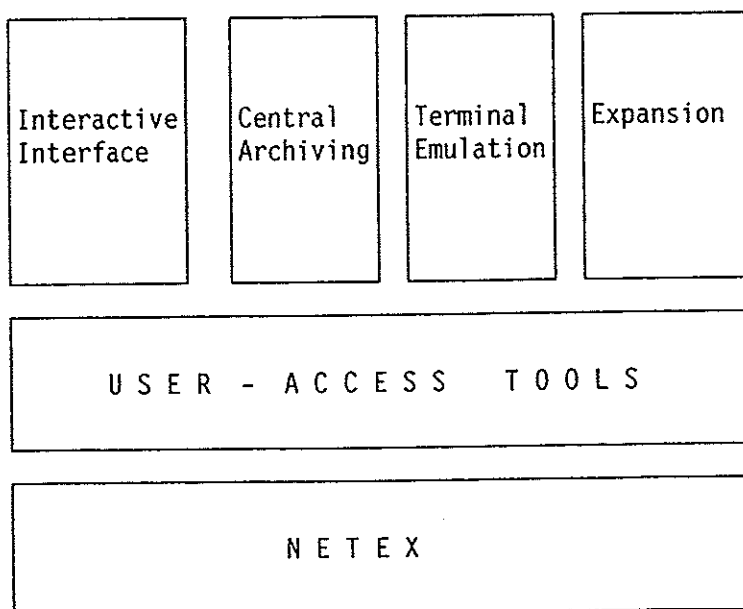 Interactive
Interface
Central
Archiving
Terminal
Emulation
Expansion
USER - ACCESS TOOLS
NETEX